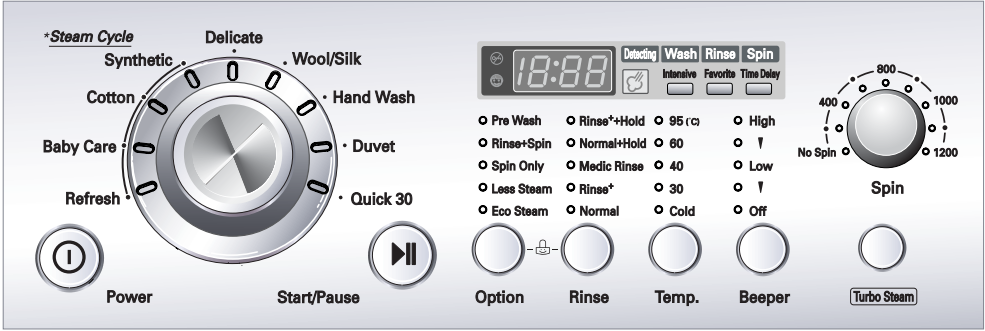 *Steam Cycle
Delicate
Synthetic
Wool/Silk
Cotton
Hand Wash
Baby Care
Duvet
Refresh
Quick 30
Power
Start/Pause
18:88
Detecting Wash Rinse Spin
Intensive Favorite Time Delay
Pre Wash Rinse++Hold 95 (°C) High
Rinse+Spin Normal+Hold 60
Spin Only Medic Rinse 40 Low
Less Steam Rinse+ 30
Eco Steam Normal Cold Off
Option Rinse Temp. Beeper
800
400 1000
No Spin 1200
Spin
Turbo Steam